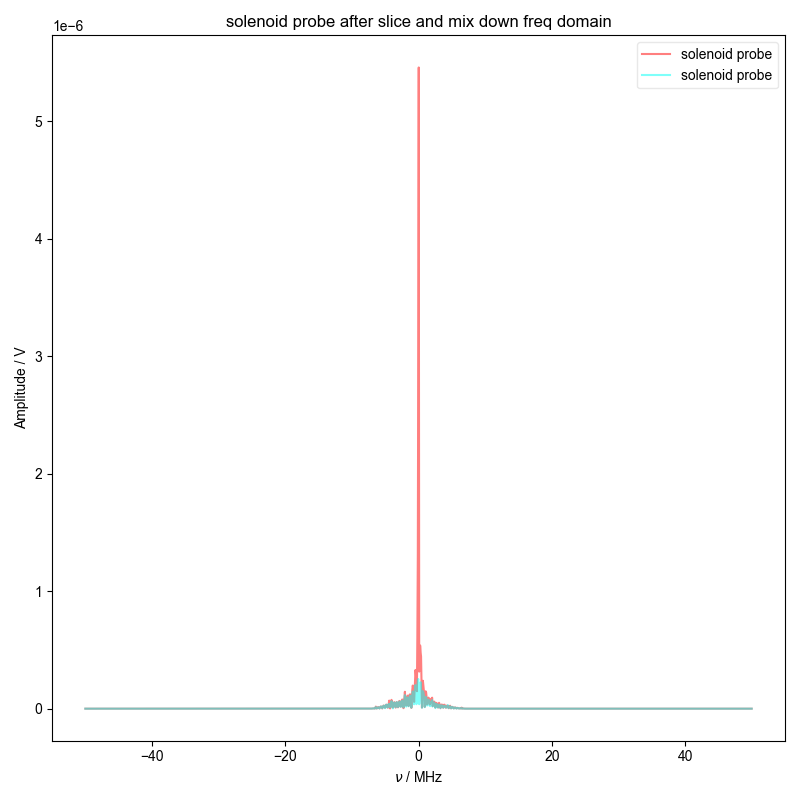 solenoid probe after slice and mix down freq domain
1e−6
solenoid probe
solenoid probe
5
4
3
2
1
0
Amplitude / V
−40
−20
0
20
40
ν / MHz